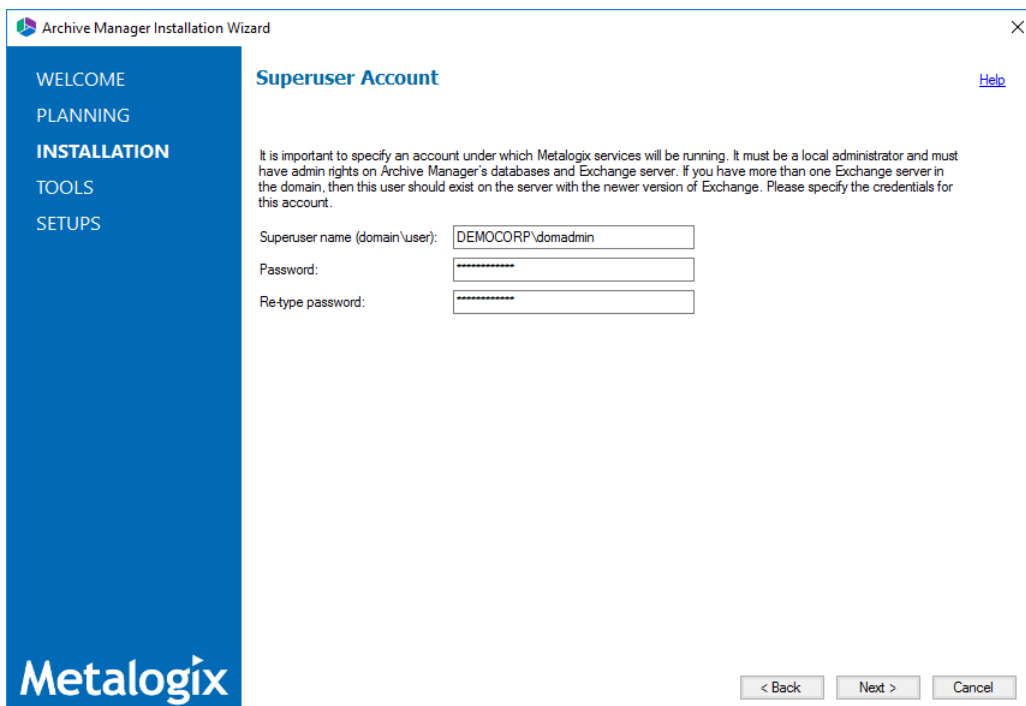 Archive Manager Installation Wizard
WELCOME
PLANNING
INSTALLATION
TOOLS
SETUPS
Superuser Account
Help
It is important to specify an account under which Metalogix services will be running. It must be a local administrator and must
have admin rights on Archive Manager's databases and Exchange server. If you have more than one Exchange server in
the domain, then this user should exist on the server with the newer version of Exchange. Please specify the credentials for
this account.
Superuser name (domain\user): DEMOCORP\domadmin
Password: ************
Re-type password: ************
Metalogix
< Back Next > Cancel